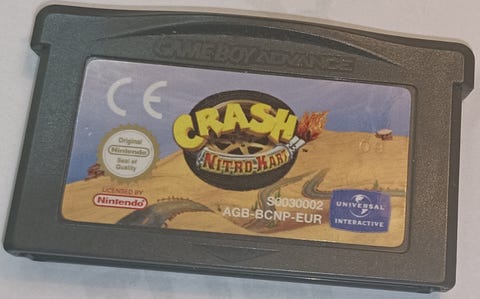 GAME BOY ADVANCE
CE
CRASH
NITRO KART
Original
Nintendo
Seal of
Quality
LICENSED BY
Nintendo
S0030002
AGB-BCNP-EUR
UNIVERSAL
INTERACTIVE